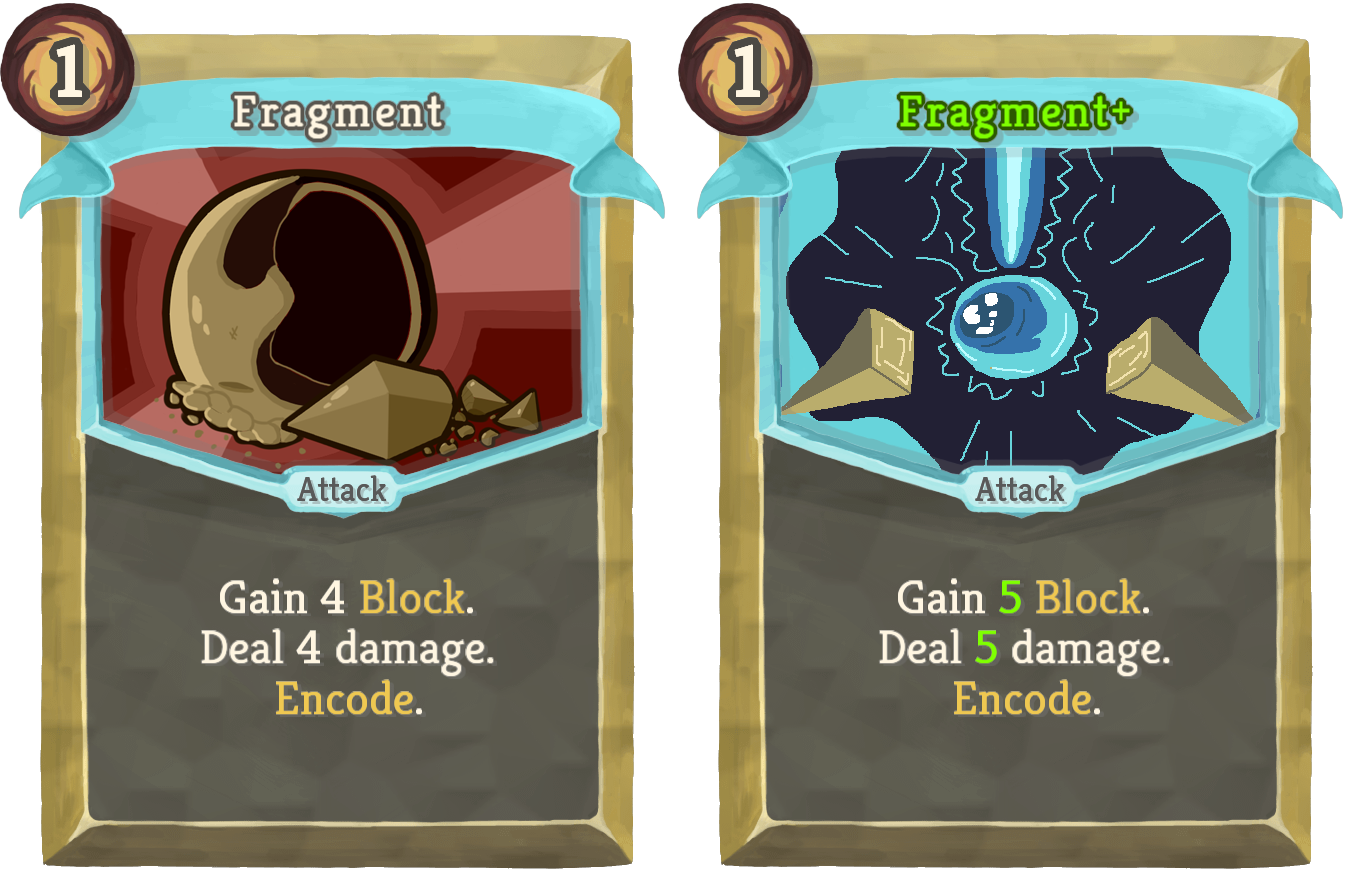 1
Fragment
Attack
Gain 4 Block.
Deal 4 damage.
Encode.
1
Fragment+
Attack
Gain 5 Block.
Deal 5 damage.
Encode.